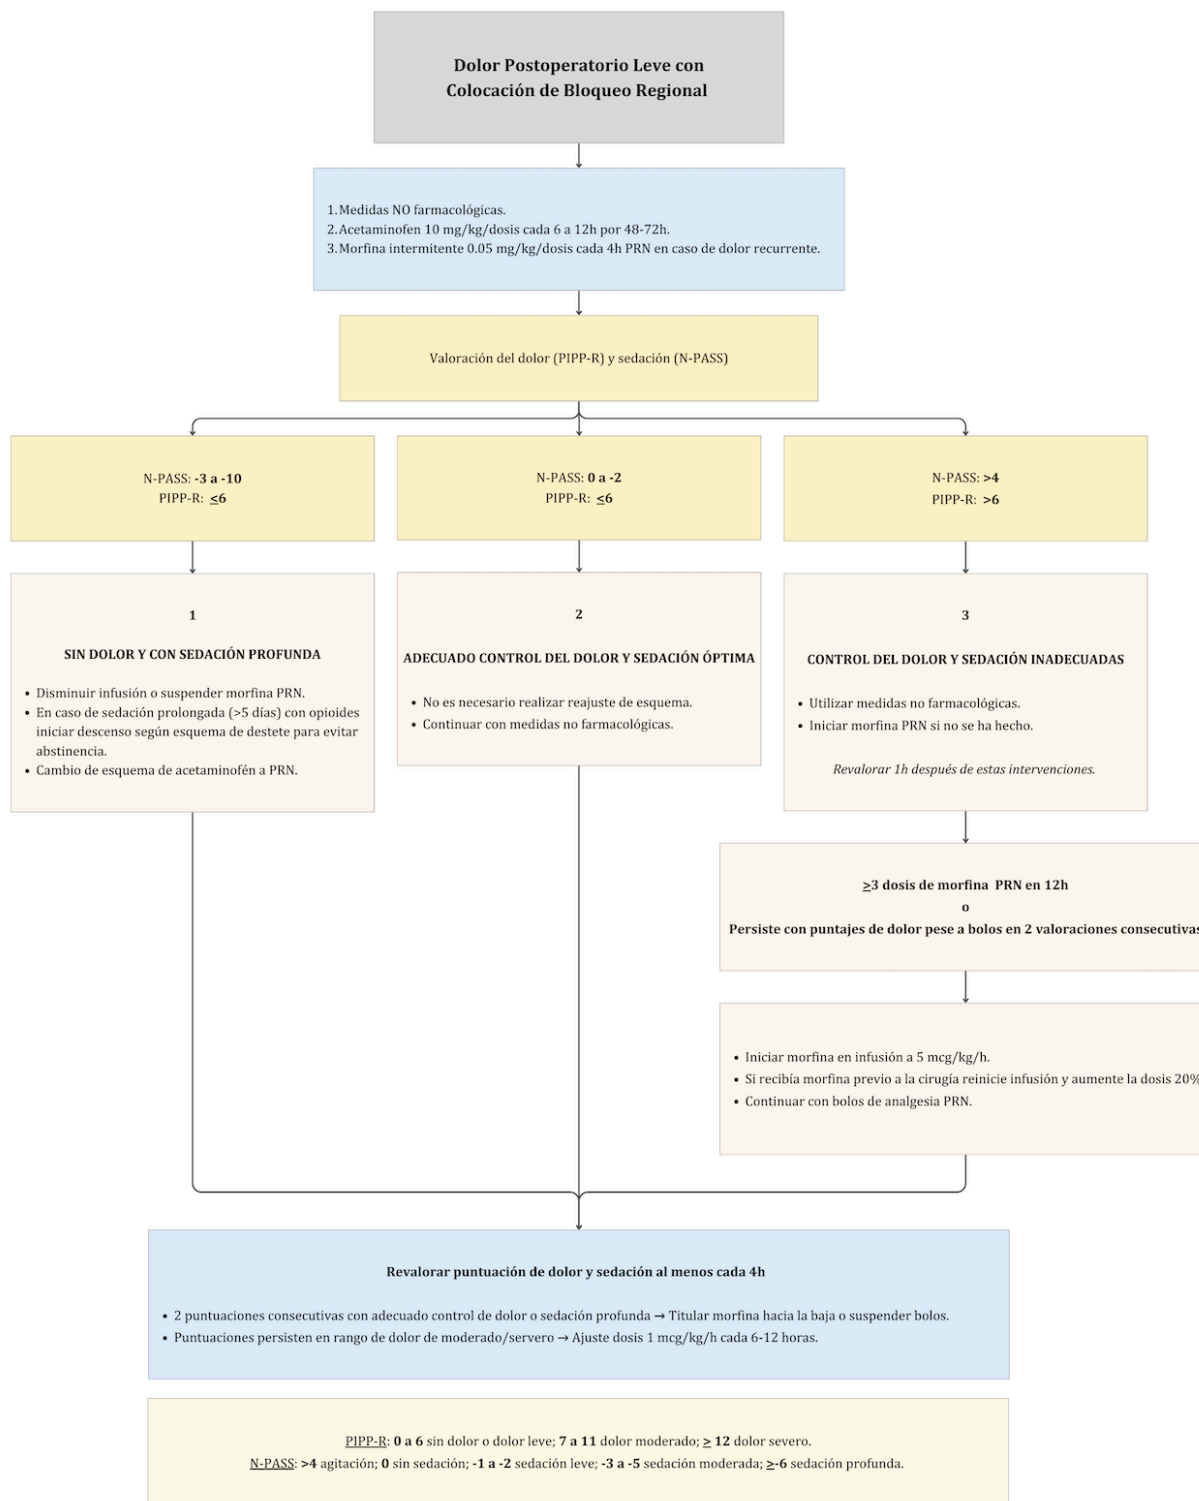 Dolor Postoperatorio Leve con
Colocación de Bloqueo Regional
1. Medidas NO farmacológicas.
2. Acetaminofen 10 mg/kg/dosis cada 6 a 12h por 48-72h.
3. Morfina intermitente 0.05 mg/kg/dosis cada 4h PRN en caso de dolor recurrente.
Valoración del dolor (PIPP-R) y sedación (N-PASS)
N-PASS: -3 a -10
PIPP-R: ≤6
N-PASS: 0 a -2
PIPP-R: ≤6
N-PASS: >4
PIPP-R: >6
1
SIN DOLOR Y CON SEDACIÓN PROFUNDA
• Disminuir infusión o suspender morfina PRN.
• En caso de sedación prolongada (>5 días) con opioides
iniciar descenso según esquema de destete para evitar
abstinencia.
• Cambio de esquema de acetaminofén a PRN.
2
ADECUADO CONTROL DEL DOLOR Y SEDACIÓN ÓPTIMA
• No es necesario realizar reajuste de esquema.
• Continuar con medidas no farmacológicas.
3
CONTROL DEL DOLOR Y SEDACIÓN INADECUADAS
• Utilizar medidas no farmacológicas.
• Iniciar morfina PRN si no se ha hecho.
Revalorar 1h después de estas intervenciones.
≥3 dosis de morfina PRN en 12h
o
Persiste con puntajes de dolor pese a bolos en 2 valoraciones consecutivas
• Iniciar morfina en infusión a 5 mcg/kg/h.
• Si recibía morfina previo a la cirugía reinicie infusión y aumente la dosis 20%
• Continuar con bolos de analgesia PRN.
Revalorar puntuación de dolor y sedación al menos cada 4h
• 2 puntuaciones consecutivas con adecuado control de dolor o sedación profunda → Titular morfina hacia la baja o suspender bolos.
• Puntuaciones persisten en rango de dolor de moderado/servero → Ajuste dosis 1 mcg/kg/h cada 6-12 horas.
PIPP-R: 0 a 6 sin dolor o dolor leve; 7 a 11 dolor moderado; ≥ 12 dolor severo.
N-PASS: >4 agitación; 0 sin sedación; -1 a -2 sedación leve; -3 a -5 sedación moderada; ≥-6 sedación profunda.